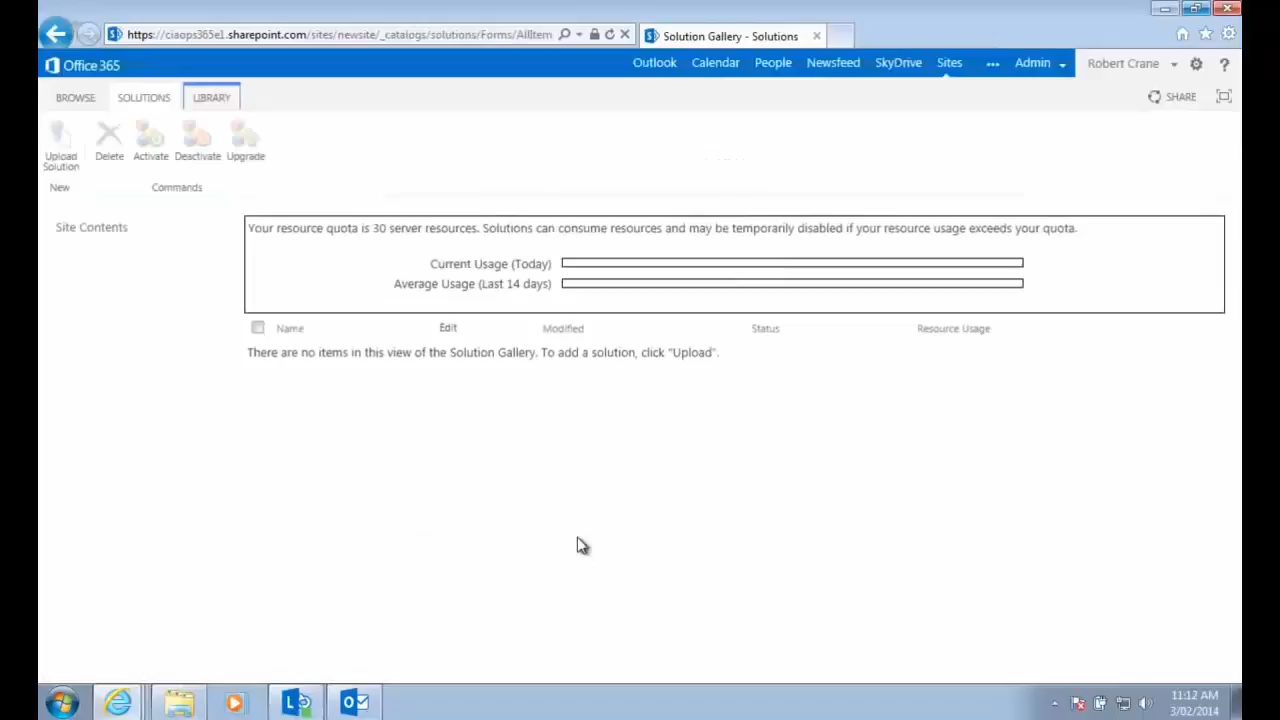 https://ciaops365e1.sharepoint.com/sites/newsite/_catalogs/solutions/Forms/AllItem
Solution Gallery - Solutions
Office 365
Outlook
Calendar
People
Newsfeed
SkyDrive
Sites
...
Admin
Robert Crane
?
BROWSE
SOLUTIONS
LIBRARY
SHARE
Upload
Solution
Delete
Activate
Deactivate
Upgrade
New
Commands
Site Contents
Your resource quota is 30 server resources. Solutions can consume resources and may be temporarily disabled if your resource usage exceeds your quota.
Current Usage (Today)
Average Usage (Last 14 days)
Name
Edit
Modified
Status
Resource Usage
There are no items in this view of the Solution Gallery. To add a solution, click "Upload".
11:12 AM
3/02/2014